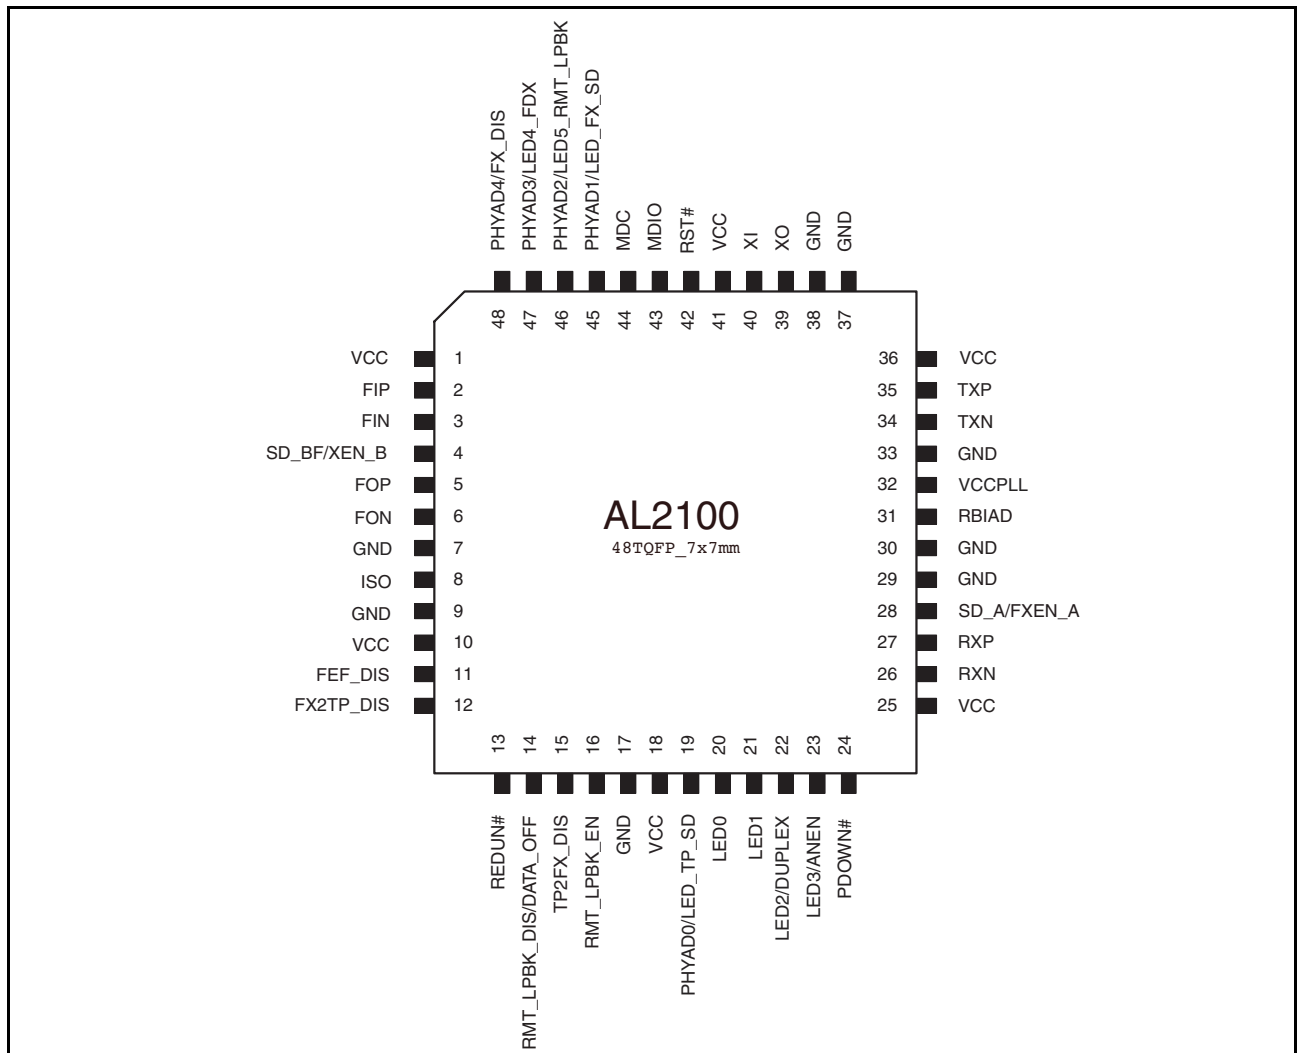 PHYAD4/FX_DIS
PHYAD3/LED4_FDX
PHYAD2/LED5_RMT_LPBK
PHYAD1/LED_FX_SD
MDC
MDIO
RST#
VCC
XI
XO
GND
GND
48
47
46
45
44
43
42
41
40
39
38
37
VCC 1
FIP 2
FIN 3
SD_BF/XEN_B 4
FOP 5
FON 6
GND 7
ISO 8
GND 9
VCC 10
FEF_DIS 11
FX2TP_DIS 12
AL2100
48TQFP_7x7mm
36 VCC
35 TXP
34 TXN
33 GND
32 VCCPLL
31 RBIAD
30 GND
29 GND
28 SD_A/FXEN_A
27 RXP
26 RXN
25 VCC
13
14
15
16
17
18
19
20
21
22
23
24
REDUN#
RMT_LPBK_DIS/DATA_OFF
TP2FX_DIS
RMT_LPBK_EN
GND
VCC
PHYAD0/LED_TP_SD
LED0
LED1
LED2/DUPLEX
LED3/ANEN
PDOWN#